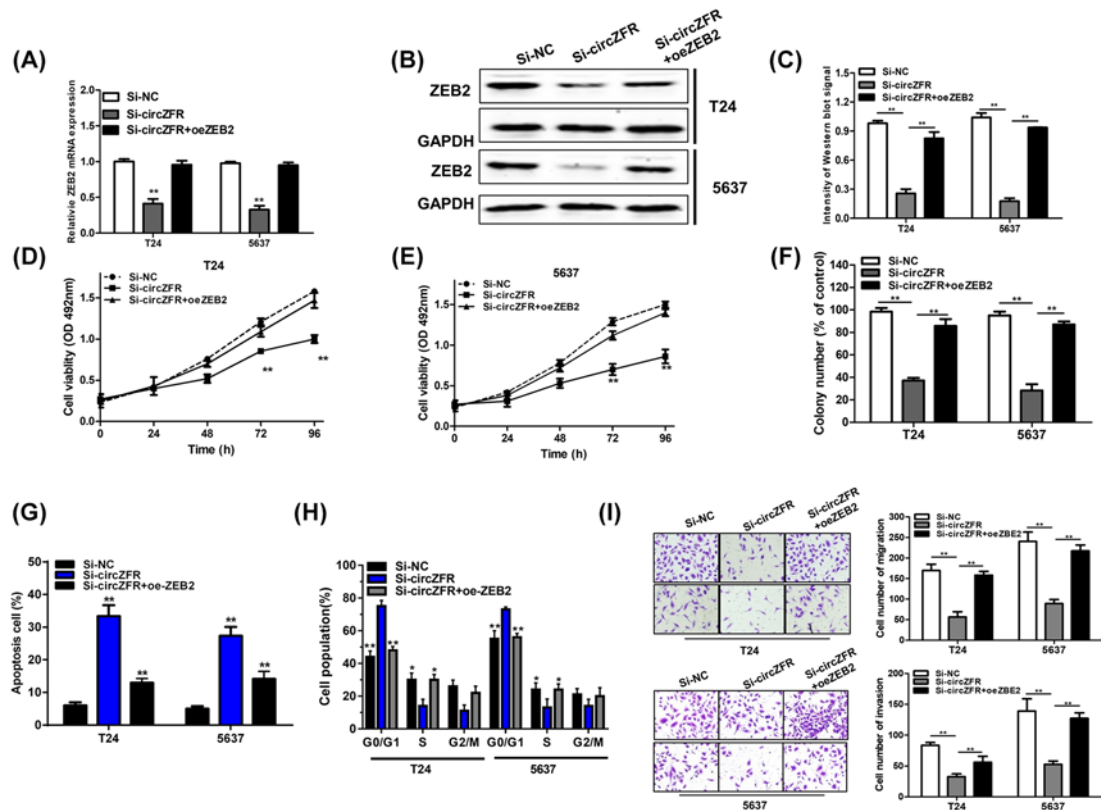 (A)
Si-NC
Si-circZFR
Si-circZFR+oeZEB2
Relativie ZEB2 mRNA expression
1.5
1.0
0.5
0.0
**
**
T24
5637
(B)
Si-NC
Si-circZFR
Si-circZFR
+oeZEB2
ZEB2
GAPDH
T24
ZEB2
GAPDH
5637
(C)
Si-NC
Si-circZFR
Si-circZFR+oeZEB2
Intensity of Western blot signal
1.5
1.2
0.9
0.6
0.3
0.0
** ** ** **
T24
5637
(D)
T24
Si-NC
Si-circZFR
Si-circZFR+oeZEB2
Cell viablity (OD 492nm)
1.5
1.0
0.5
0.0
**
**
0 24 48 72 96
Time (h)
(E)
5637
Si-NC
Si-circZFR
Si-circZFR+oeZEB2
Cell viablity (OD 492nm)
1.5
1.0
0.5
0.0
**
**
0 24 48 72 96
Time (h)
(F)
Si-NC
Si-circZFR
Si-circZFR+oeZEB2
Colony number (% of control)
140
120
100
80
60
40
20
0
** ** ** **
T24
5637
(G)
Si-NC
Si-circZFR
Si-circZFR+oe-ZEB2
Apoptosis cell (%)
50
40
30
20
10
0
** ** ** **
T24
5637
(H)
Si-NC
Si-circZFR
Si-circZFR+oe-ZEB2
Cell population(%)
100
80
60
40
20
0
** ** * * ** ** * *
G0/G1 S G2/M G0/G1 S G2/M
T24
5637
(I)
Si-NC
Si-circZFR
Si-circZFR
+oeZEB2
T24
Si-NC
Si-circZFR
Si-circZFR
+oeZEB2
5637
Si-NC
Si-circZFR
Si-circZFR+oeZBE2
Cell number of migration
300
250
200
150
100
50
0
** ** ** **
T24
5637
Si-NC
Si-circZFR
Si-circZFR+oeZBE2
Cell number of invasion
200
150
100
50
0
** ** ** **
T24
5637